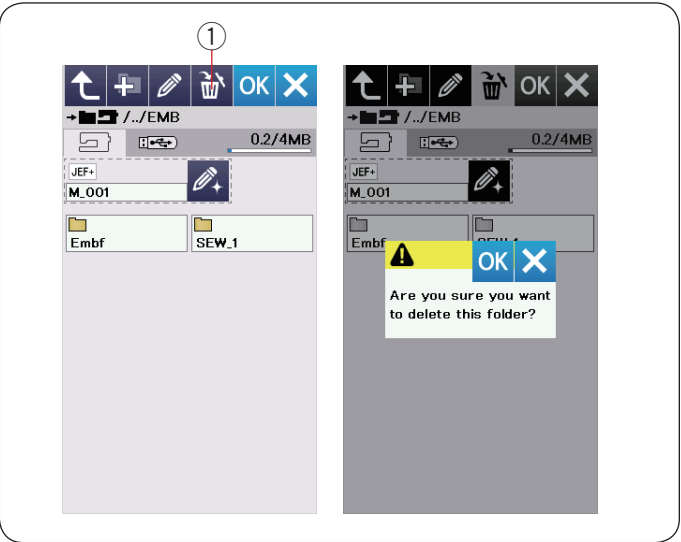 1
OK
→ /../EMB
0.2/4MB
JEF+
M_001
Embf
SEW_1
OK
→ /../EMB
0.2/4MB
JEF+
M_001
Embf
SEW_1
OK
Are you sure you want
to delete this folder?